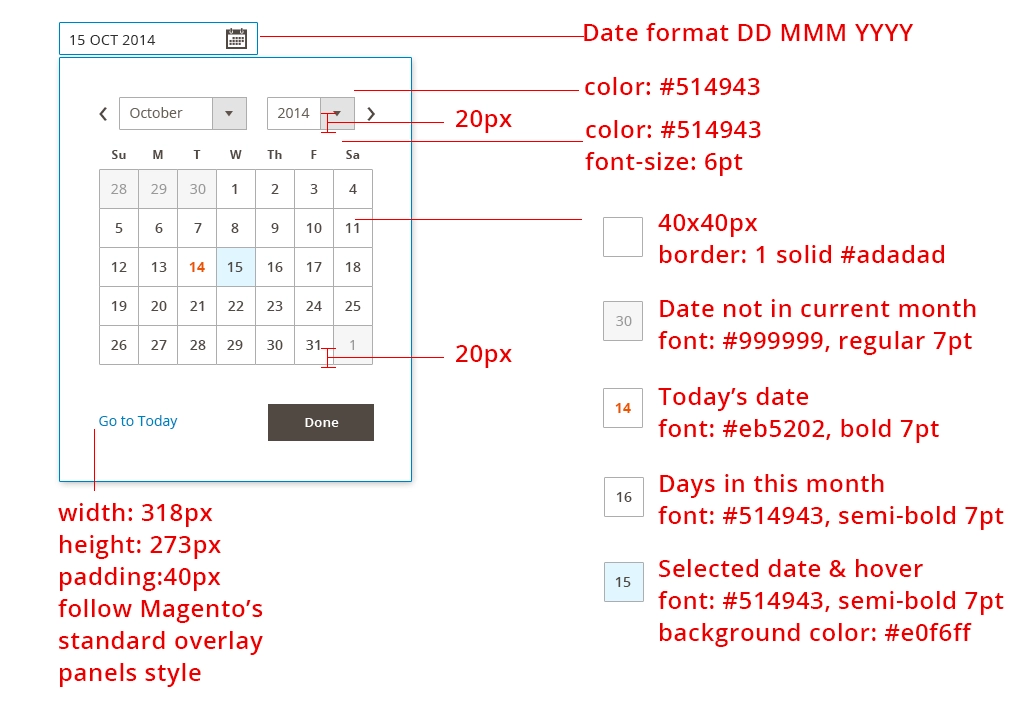 15 OCT 2014
Date format DD MMM YYYY
color: #514943
October
2014
20px
color: #514943
font-size: 6pt
Su M T W Th F Sa
28 29 30 1 2 3 4
5 6 7 8 9 10 11
12 13 14 15 16 17 18
19 20 21 22 23 24 25
26 27 28 29 30 31 1
20px
Go to Today
Done
width: 318px
height: 273px
padding:40px
follow Magento’s
standard overlay
panels style
40x40px
border: 1 solid #adadad
30
Date not in current month
font: #999999, regular 7pt
14
Today’s date
font: #eb5202, bold 7pt
16
Days in this month
font: #514943, semi-bold 7pt
15
Selected date & hover
font: #514943, semi-bold 7pt
background color: #e0f6ff